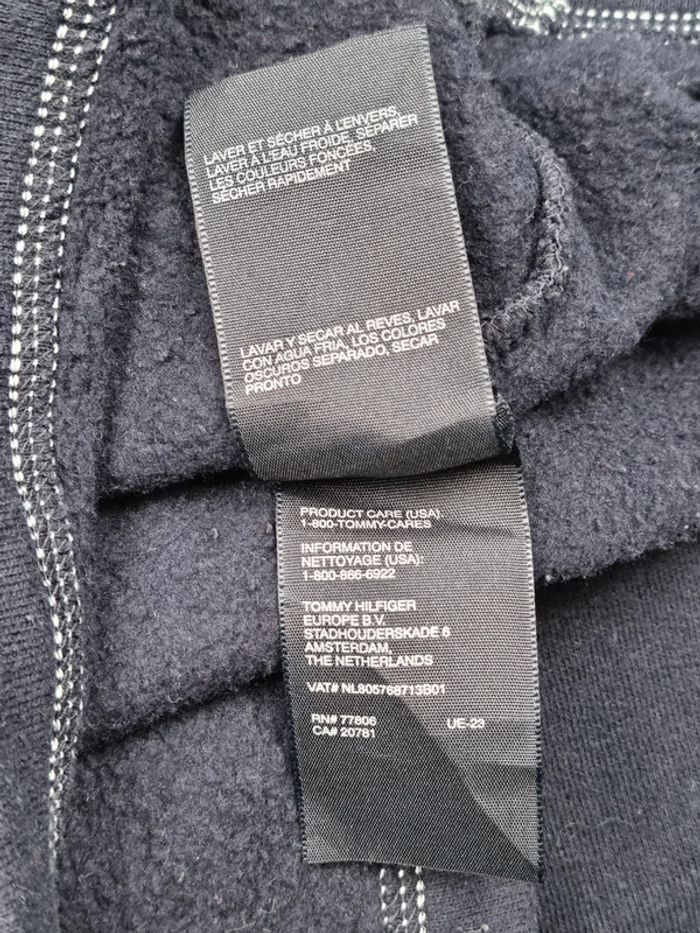 LAVER ET SÉCHER À L'ENVERS,
LAVER À L'EAU FROIDE, SÉPARER
LES COULEURS FONCÉES,
SÉCHER RAPIDEMENT
LAVAR Y SECAR AL REVES, LAVAR
CON AGUA FRIA, LOS COLORES
OSCUROS SEPARADO, SECAR
PRONTO
PRODUCT CARE (USA)
1-800-TOMMY-CARES
INFORMATION DE
NETTOYAGE (USA):
1-800-866-6922
TOMMY HILFIGER
EUROPE B.V.
STADHOUDERSKADE 6
AMSTERDAM,
THE NETHERLANDS
VAT# NL805768713B01
RN# 77806 UE-23
CA# 20781